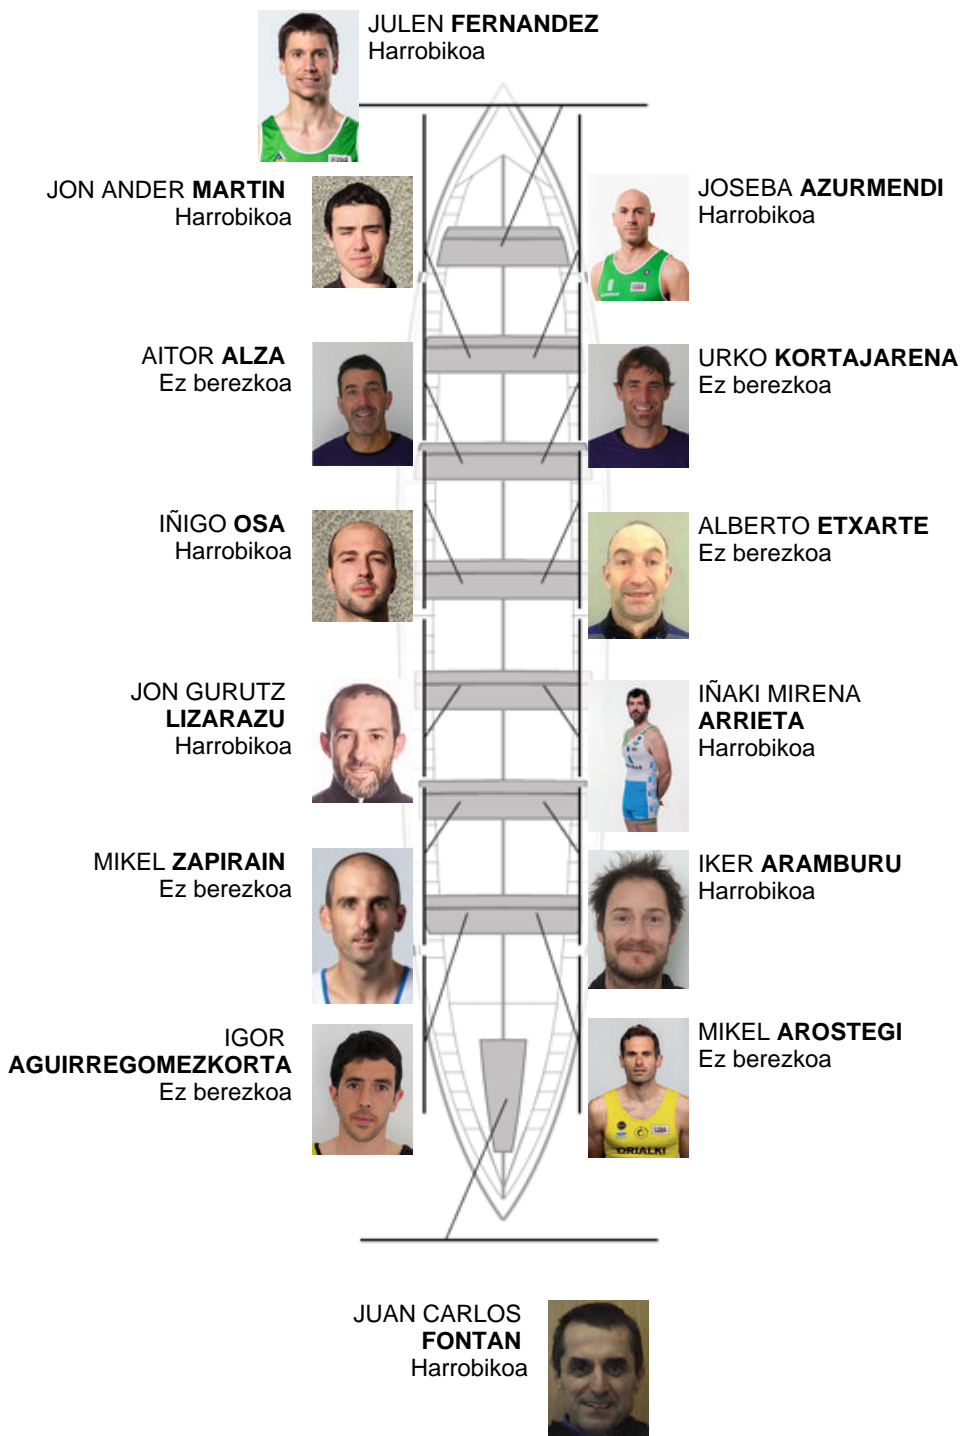 JULEN FERNANDEZ
Harrobikoa
JON ANDER MARTIN
Harrobikoa
JOSEBA AZURMENDI
Harrobikoa
AITOR ALZA
Ez berezkoa
URKO KORTAJARENA
Ez berezkoa
IÑIGO OSA
Harrobikoa
ALBERTO ETXARTE
Ez berezkoa
JON GURUTZ
LIZARAZU
Harrobikoa
IÑAKI MIRENA
ARRIETA
Harrobikoa
MIKEL ZAPIRAIN
Ez berezkoa
IKER ARAMBURU
Harrobikoa
IGOR
AGUIRREGOMEZKORTA
Ez berezkoa
MIKEL AROSTEGI
Ez berezkoa
ORIALKI
JUAN CARLOS
FONTAN
Harrobikoa